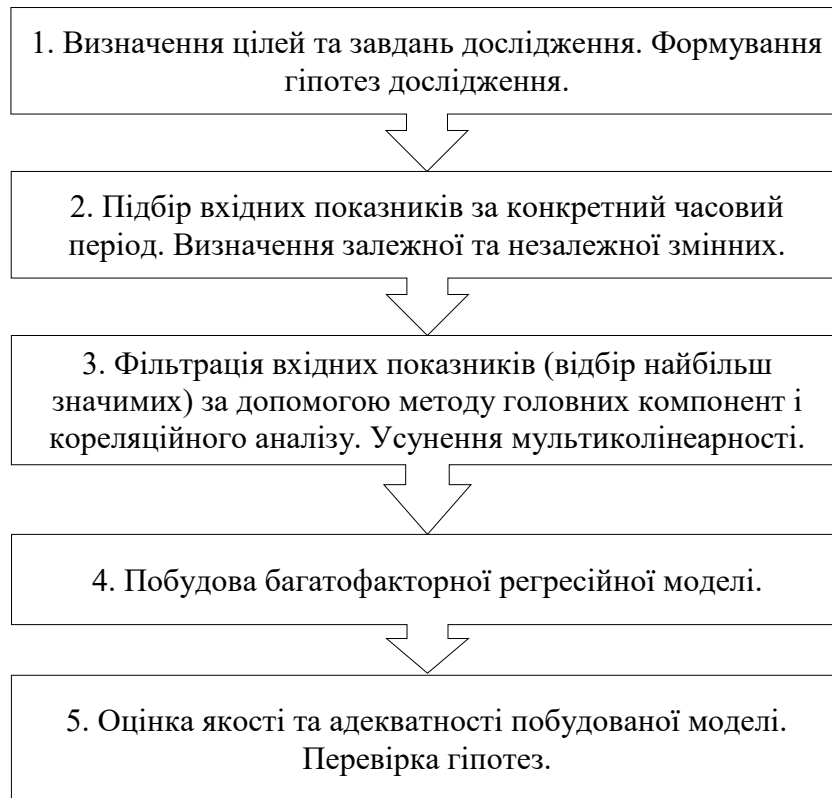 1. Визначення цілей та завдань дослідження. Формування
гіпотез дослідження.
2. Підбір вхідних показників за конкретний часовий
період. Визначення залежної та незалежної змінних.
3. Фільтрація вхідних показників (відбір найбільш
значимих) за допомогою методу головних компонент і
кореляційного аналізу. Усунення мультиколінеарності.
4. Побудова багатофакторної регресійної моделі.
5. Оцінка якості та адекватності побудованої моделі.
Перевірка гіпотез.